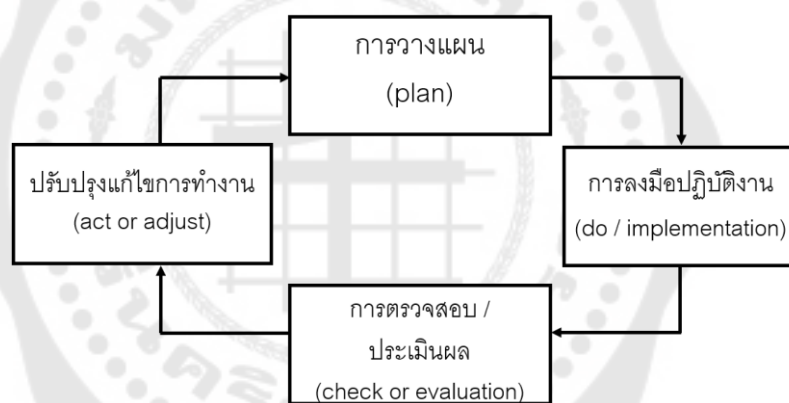 การวางแผน
(plan)
ปรับปรุงแก้ไขการทำงาน
(act or adjust)
การลงมือปฏิบัติงาน
(do / implementation)
การตรวจสอบ /
ประเมินผล
(check or evaluation)